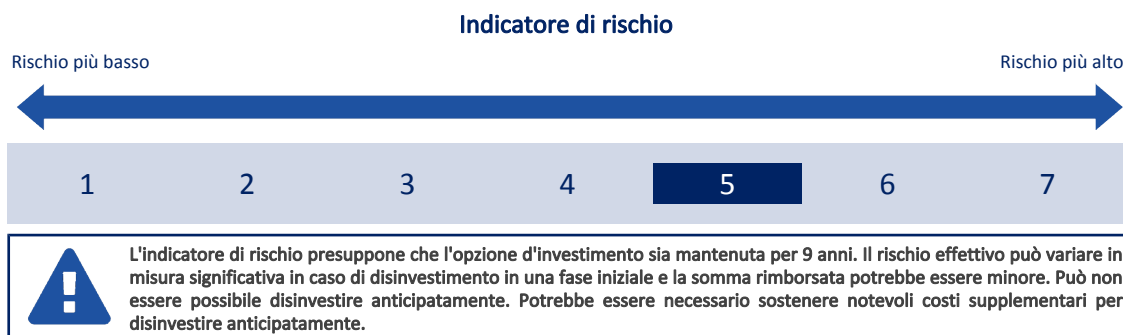 Indicatore di rischio
Rischio più basso
Rischio più alto
1 2 3 4 5 6 7
L'indicatore di rischio presuppone che l'opzione d'investimento sia mantenuta per 9 anni. Il rischio effettivo può variare in
misura significativa in caso di disinvestimento in una fase iniziale e la somma rimborsata potrebbe essere minore. Può non
essere possibile disinvestire anticipatamente. Potrebbe essere necessario sostenere notevoli costi supplementari per
disinvestire anticipatamente.